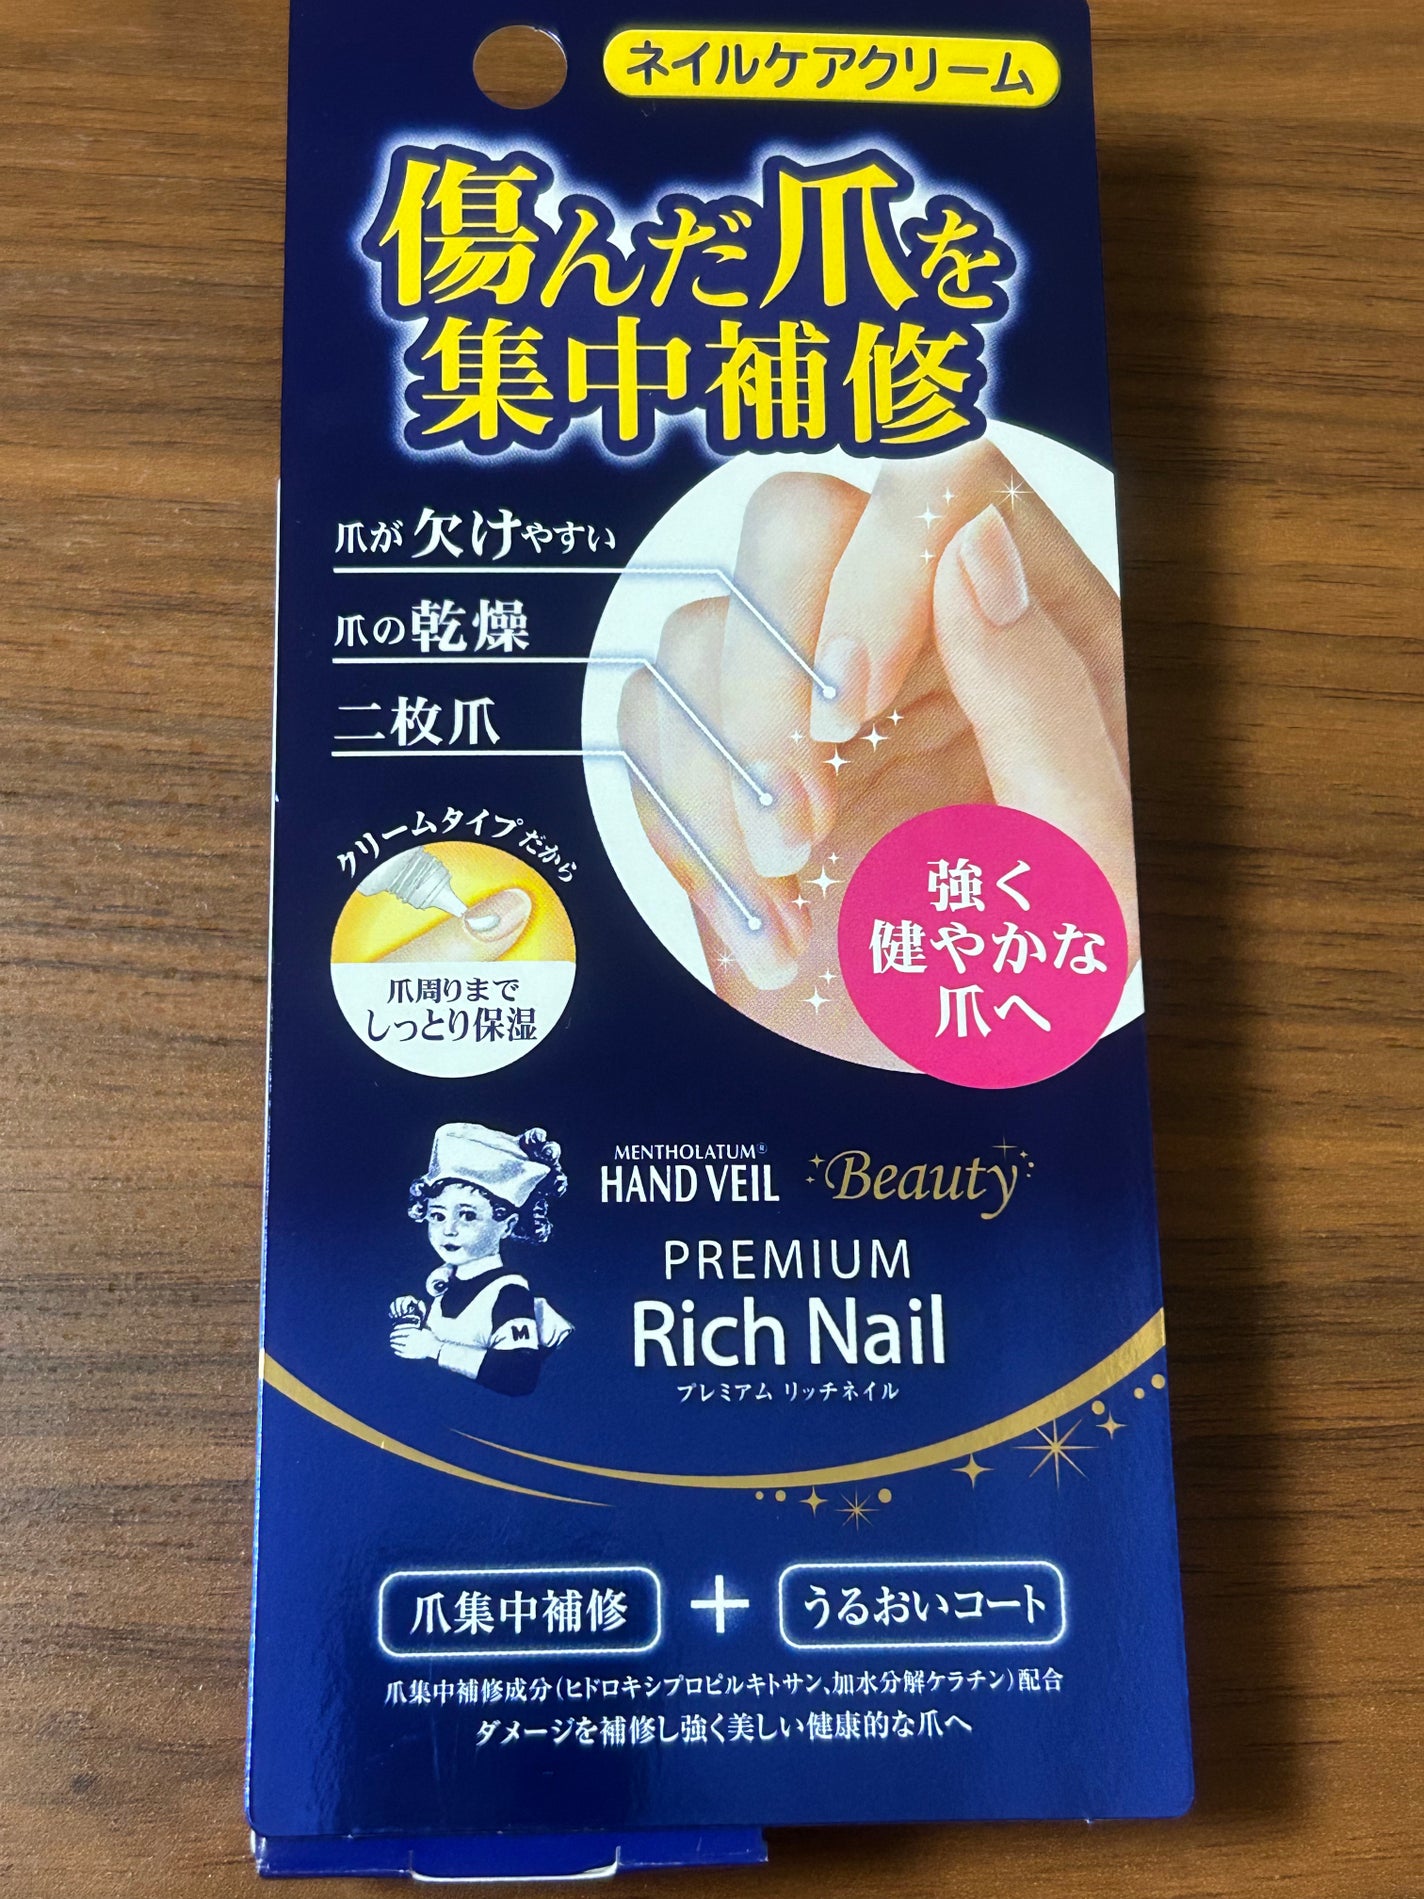 ネイルケアクリーム
傷んだ爪を
集中補修
爪が欠けやすい
爪の乾燥
二枚爪
クリームタイプだから
爪周りまで
しっとり保湿
強く
健やかな
爪へ
MENTHOLATUM®
HAND VEIL Beauty
PREMIUM
Rich Nail
プレミアム リッチネイル
M
爪集中補修 + うるおいコート
爪集中補修成分(ヒドロキシプロピルキトサン、加水分解ケラチン)配合
ダメージを補修し強く美しい健康的な爪へ